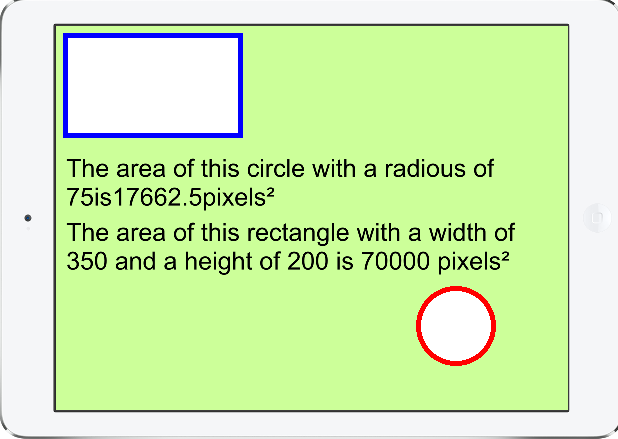 The area of this circle with a radious of
75is17662.5pixels²
The area of this rectangle with a width of
350 and a height of 200 is 70000 pixels²